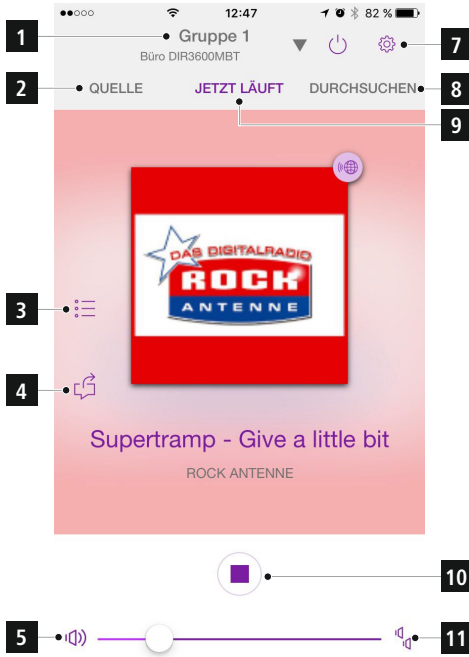 12:47
82 %
1
Gruppe 1
Büro DIR3600MBT
7
2
QUELLE
JETZT LÄUFT
DURCHSUCHEN
8
9
DAS DIGITALRADIO
ROCK
ANTENNE
3
4
Supertramp - Give a little bit
ROCK ANTENNE
10
5
11